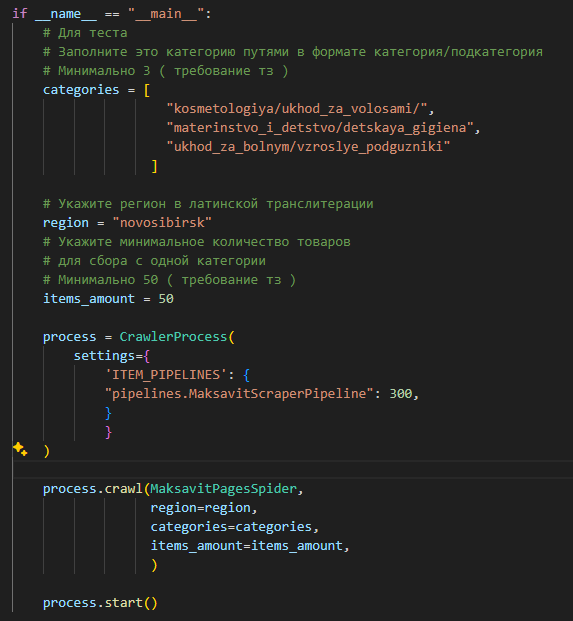 if __name__ == "__main__":
    # Для теста
    # Заполните это категорию путями в формате категория/подкатегория
    # Минимально 3 ( требование тз )
    categories = [
                    "kosmetologiya/ukhod_za_volosami/",
                    "materinstvo_i_detstvo/detskaya_gigiena",
                    "ukhod_za_bolnym/vzroslye_podguzniki"
                  ]

    # Укажите регион в латинской транслитерации
    region = "novosibirsk"
    # Укажите минимальное количество товаров
    # для сбора с одной категории
    # Минимально 50 ( требование тз )
    items_amount = 50

    process = CrawlerProcess(
        settings={
            'ITEM_PIPELINES': {
            "pipelines.MaksavitScraperPipeline": 300,
            }
            }
    )

    process.crawl(MaksavitPagesSpider,
                  region=region,
                  categories=categories,
                  items_amount=items_amount,
                  )

    process.start()